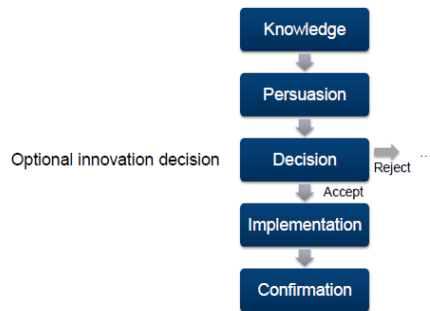 Knowledge
Persuasion
Optional innovation decision
Decision
Reject
...
Accept
Implementation
Confirmation